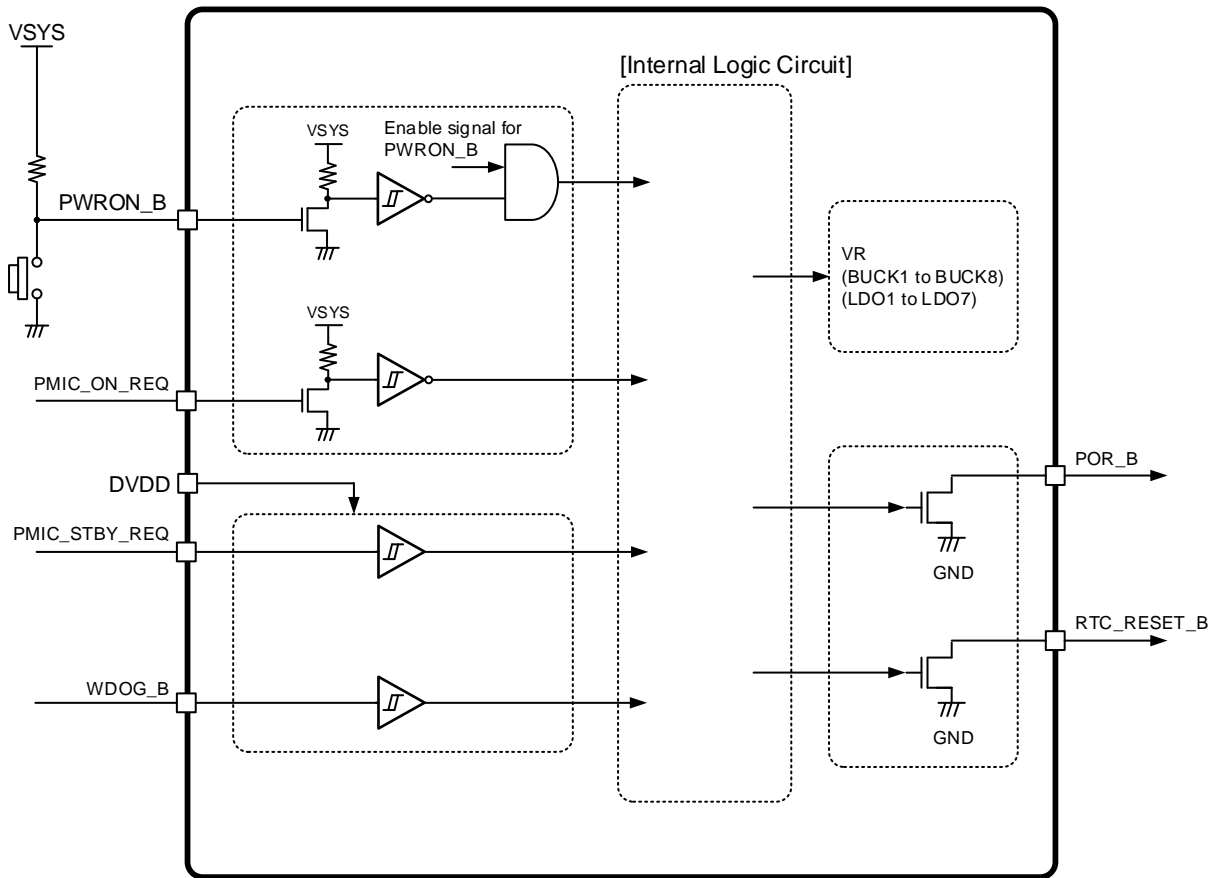 VSYS
[Internal Logic Circuit]
VSYS
Enable signal for
PWRON_B
PWRON_B
VR
(BUCK1 to BUCK8)
(LDO1 to LDO7)
VSYS
PMIC_ON_REQ
POR_B
DVDD
PMIC_STBY_REQ
GND
RTC_RESET_B
WDOG_B
GND